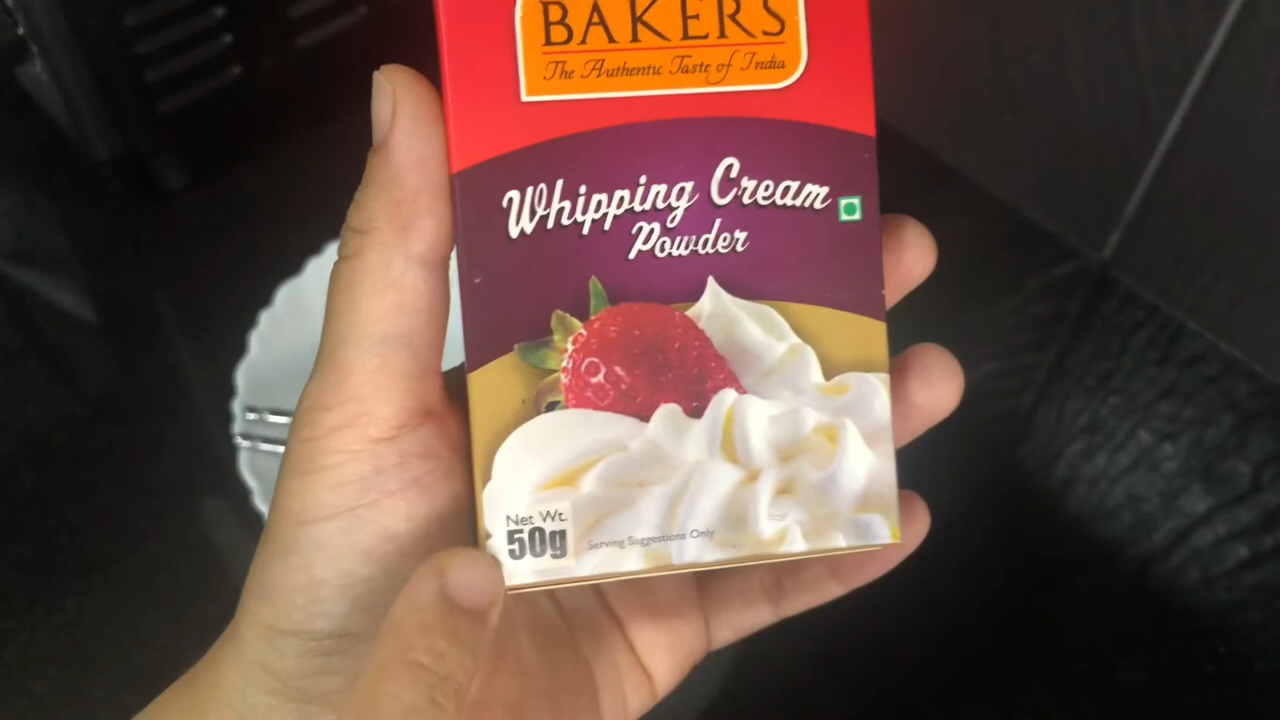 BAKERS
The Authentic Taste of India
Whipping Cream
Powder
Net Wt.
50g
Serving Suggestions Only